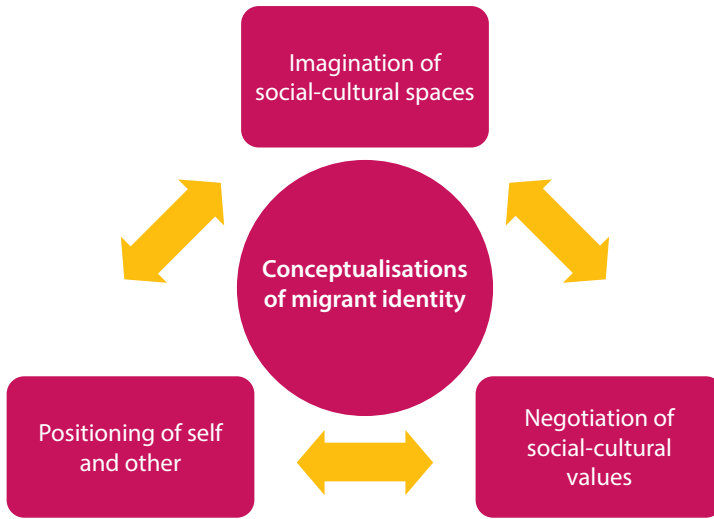 Imagination of
social-cultural spaces
Conceptualisations
of migrant identity
Positioning of self
and other
Negotiation of
social-cultural
values